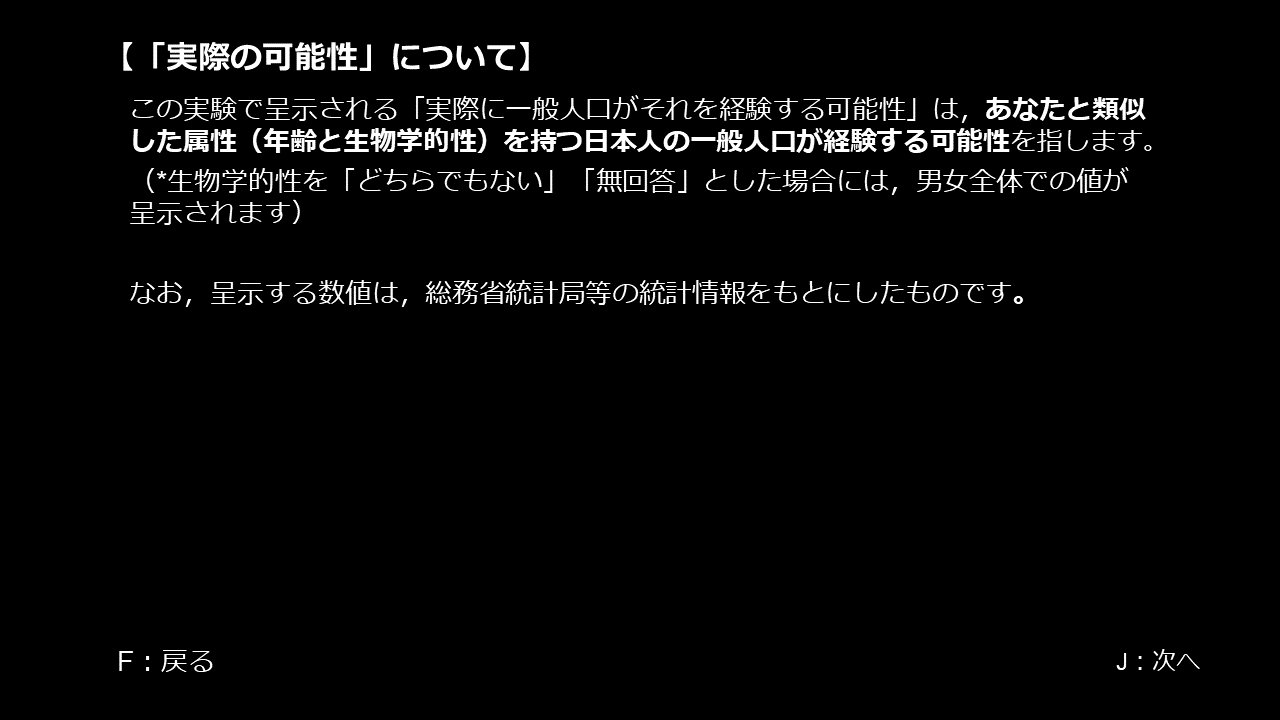 【「実際の可能性」について】
この実験で呈示される「実際に一般人口がそれを経験する可能性」は，あなたと類似
した属性（年齢と生物学的性）を持つ日本人の一般人口が経験する可能性を指します。
（*生物学的性を「どちらでもない」「無回答」とした場合には，男女全体での値が
呈示されます）
なお，呈示する数値は，総務省統計局等の統計情報をもとにしたものです。
F：戻る
J：次へ